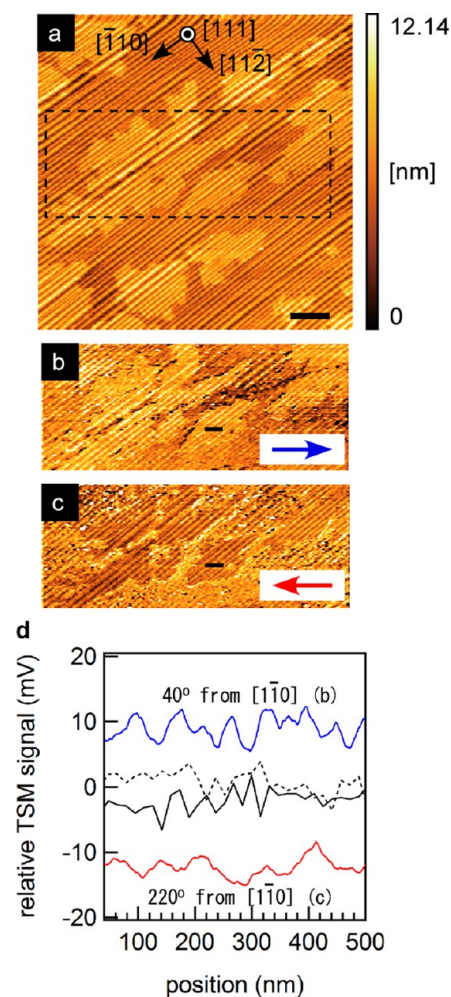 a
[1̄10]
[111]
[112̄]
12.14
[nm]
0
b
c
d
relative TSM signal (mV)
20
10
0
-10
-20
40° from [11̄0] (b)
220° from [11̄0] (c)
100 200 300 400 500
position (nm)